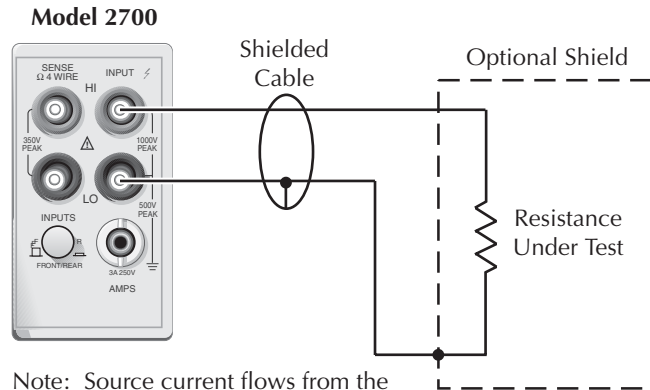 Model 2700
Shielded
Cable
Optional Shield
SENSE
Ω 4 WIRE
INPUT
HI
350V
PEAK
1000V
PEAK
LO
500V
PEAK
INPUTS
F
R
FRONT/REAR
3A 250V
AMPS
Resistance
Under Test
Note: Source current flows from the